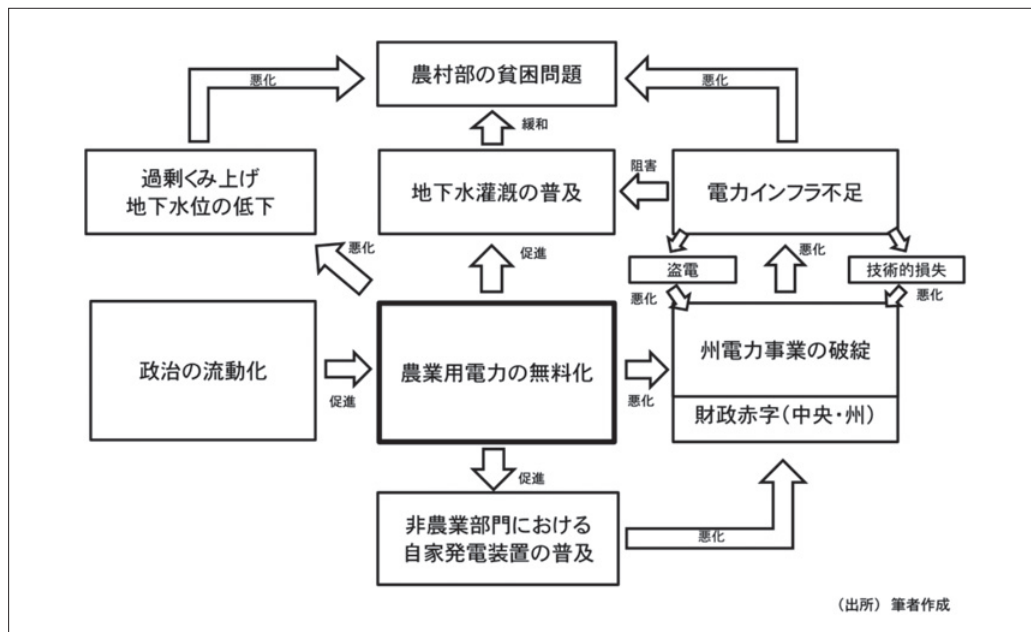 農村部の貧困問題
悪化
悪化
緩和
過剰くみ上げ
地下水位の低下
地下水灌漑の普及
阻害
電力インフラ不足
悪化
促進
盗電
悪化
技術的損失
悪化
悪化
政治の流動化
促進
農業用電力の無料化
悪化
州電力事業の破綻
財政赤字(中央・州)
促進
非農業部門における
自家発電装置の普及
悪化
(出所) 筆者作成